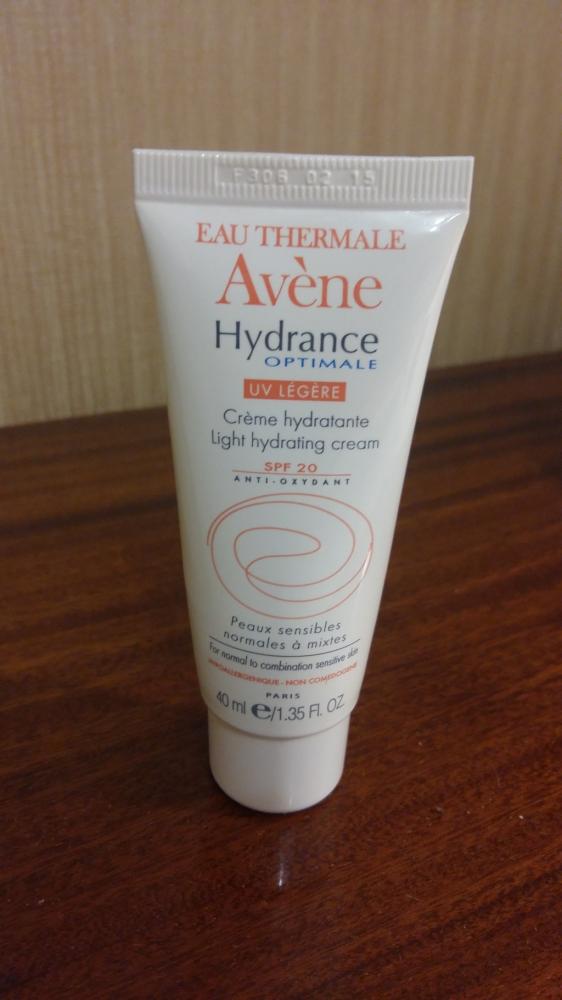 F306 02 15
EAU THERMALE
Avène
Hydrance
OPTIMALE
UV LÉGÈRE
Crème hydratante
Light hydrating cream
SPF 20
ANTI-OXYDANT
Peaux sensibles
normales à mixtes
For normal to combination sensitive skin
HYPOALLERGENIQUE - NON COMEDOGENE
PARIS
40 ml e/1.35 Fl. OZ